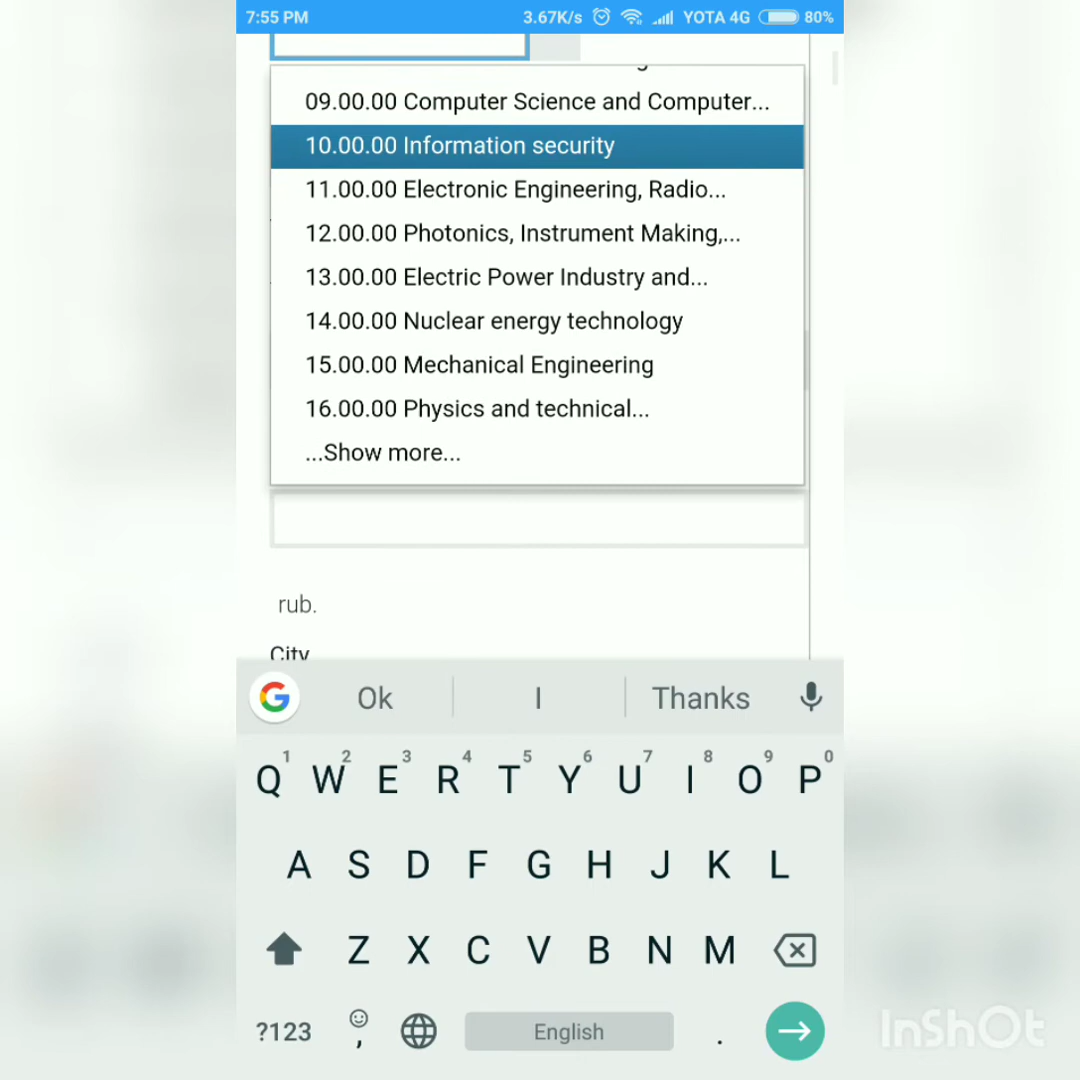 7:55 PM 3.67K/s YOTA 4G 80%
09.00.00 Computer Science and Computer...
10.00.00 Information security
11.00.00 Electronic Engineering, Radio...
12.00.00 Photonics, Instrument Making,...
13.00.00 Electric Power Industry and...
14.00.00 Nuclear energy technology
15.00.00 Mechanical Engineering
16.00.00 Physics and technical...
...Show more...
rub.
City
G Ok I Thanks
1 2 3 4 5 6 7 8 9 0
Q W E R T Y U I O P
A S D F G H J K L
Z X C V B N M
?123 , English .
InShOt